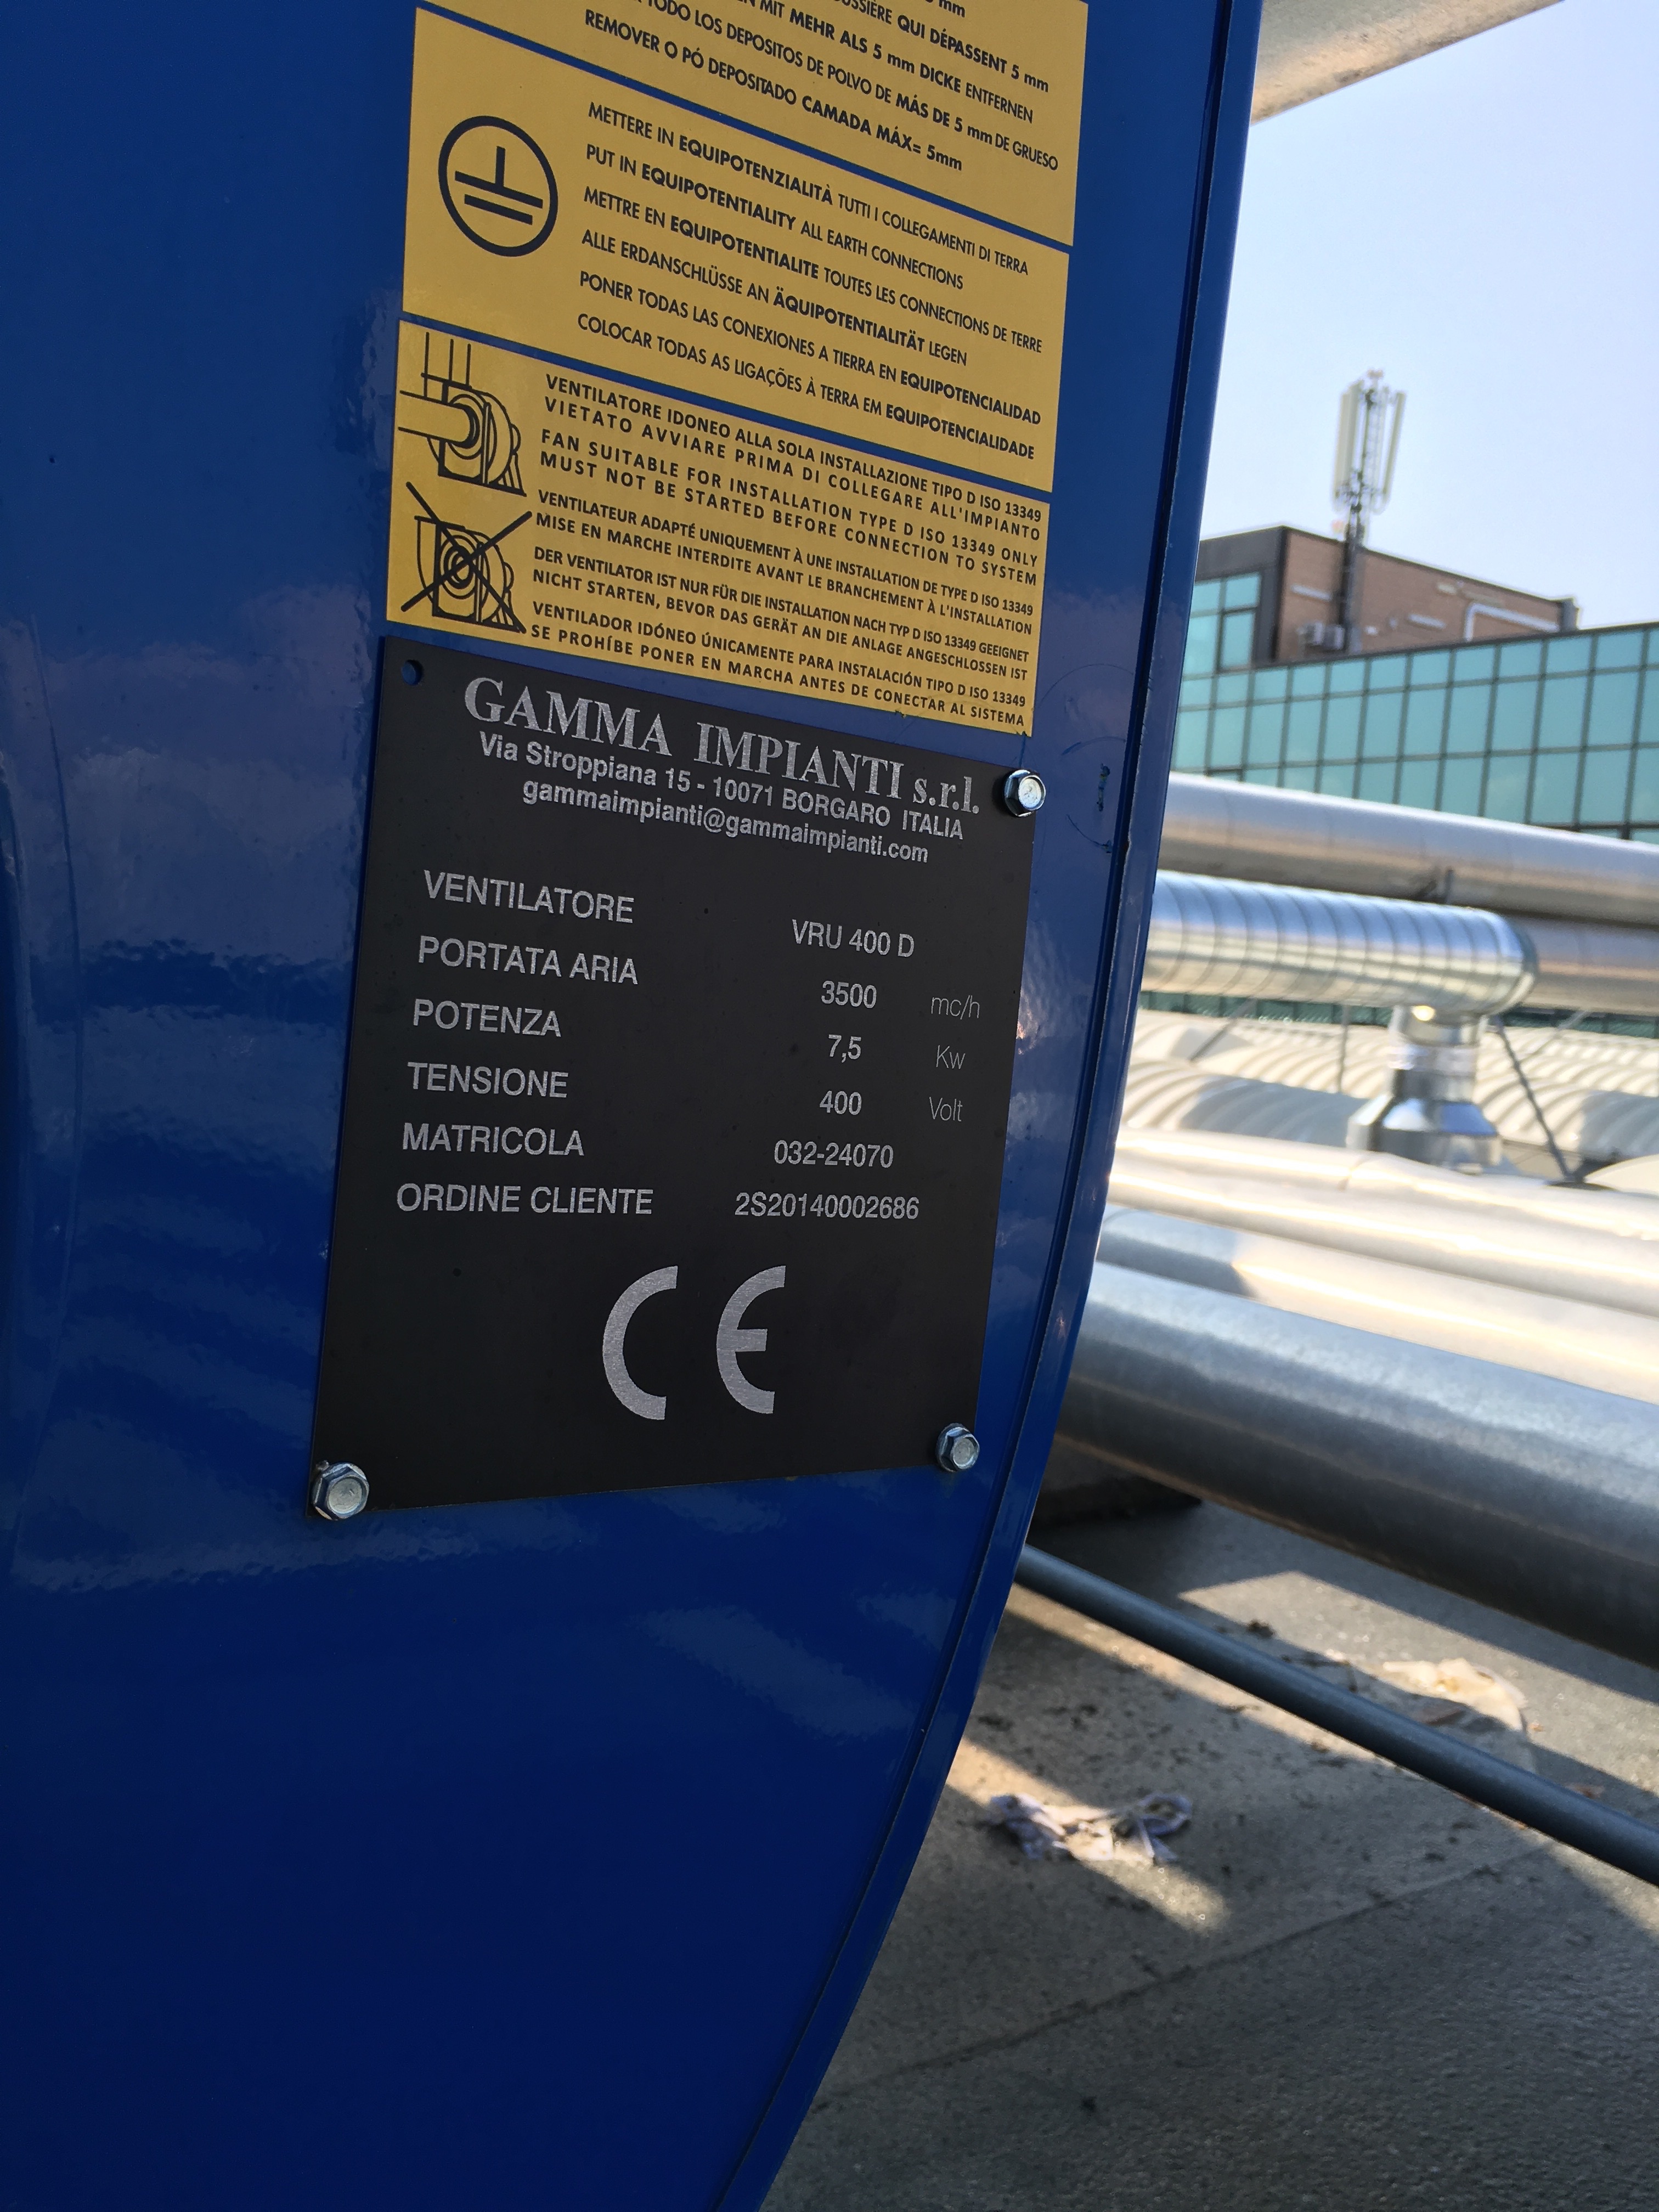 mm
QUI DÉPASSENT 5 mm
MIT MEHR ALS 5 mm DICKE ENTFERNEN
TODO LOS DEPOSITOS DE POLVO DE MÁS DE 5 mm DE GRUESO
REMOVER O PÓ DEPOSITADO CAMADA MÁX= 5mm
METTERE IN EQUIPOTENZIALITÀ TUTTI I COLLEGAMENTI DI TERRA
PUT IN EQUIPOTENTIALITY ALL EARTH CONNECTIONS
METTRE EN EQUIPOTENTIALITE TOUTES LES CONNECTIONS DE TERRE
ALLE ERDANSCHLÜSSE AN ÄQUIPOTENTIALITÄT LEGEN
PONER TODAS LAS CONEXIONES A TIERRA EN EQUIPOTENCIALIDAD
COLOCAR TODAS AS LIGAÇÕES À TERRA EM EQUIPOTENCIALIDADE
VENTILATORE IDONEO ALLA SOLA INSTALLAZIONE TIPO D ISO 13349
VIETATO AVVIARE PRIMA DI COLLEGARE ALL'IMPIANTO
FAN SUITABLE FOR INSTALLATION TYPE D ISO 13349 ONLY
MUST NOT BE STARTED BEFORE CONNECTION TO SYSTEM
VENTILATEUR ADAPTÉ UNIQUEMENT À UNE INSTALLATION DE TYPE D ISO 13349
MISE EN MARCHE INTERDITE AVANT LE BRANCHEMENT À L'INSTALLATION
DER VENTILATOR IST NUR FÜR DIE INSTALLATION NACH TYP D ISO 13349 GEEIGNET
NICHT STARTEN, BEVOR DAS GERÄT AN DIE ANLAGE ANGESCHLOSSEN IST
VENTILADOR IDÓNEO ÚNICAMENTE PARA INSTALACIÓN TIPO D ISO 13349
SE PROHÍBE PONER EN MARCHA ANTES DE CONECTAR AL SISTEMA
GAMMA IMPIANTI s.r.l.
Via Stroppiana 15 - 10071 BORGARO ITALIA
gammaimpianti@gammaimpianti.com
VENTILATORE VRU 400 D
PORTATA ARIA 3500 mc/h
POTENZA 7,5 Kw
TENSIONE 400 Volt
MATRICOLA 032-24070
ORDINE CLIENTE 2S20140002686
CE